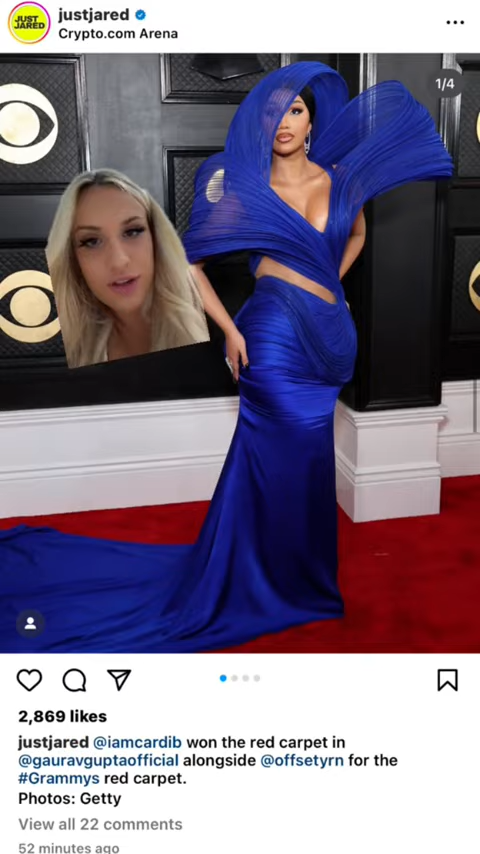 JUST
JARED
justjared
Crypto.com Arena
1/4
2,869 likes
justjared @iamcardib won the red carpet in
@gauravguptaofficial alongside @offsetyrn for the
#Grammys red carpet.
Photos: Getty
View all 22 comments
52 minutes ago